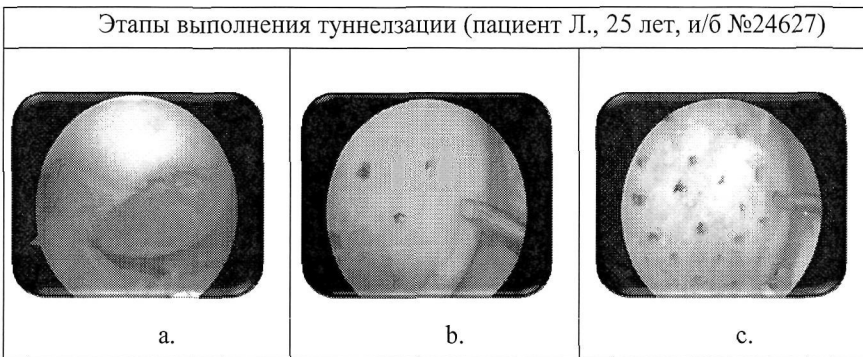 Этапы выполнения туннелзации (пациент Л., 25 лет, и/б №24627)
a.
b.
c.